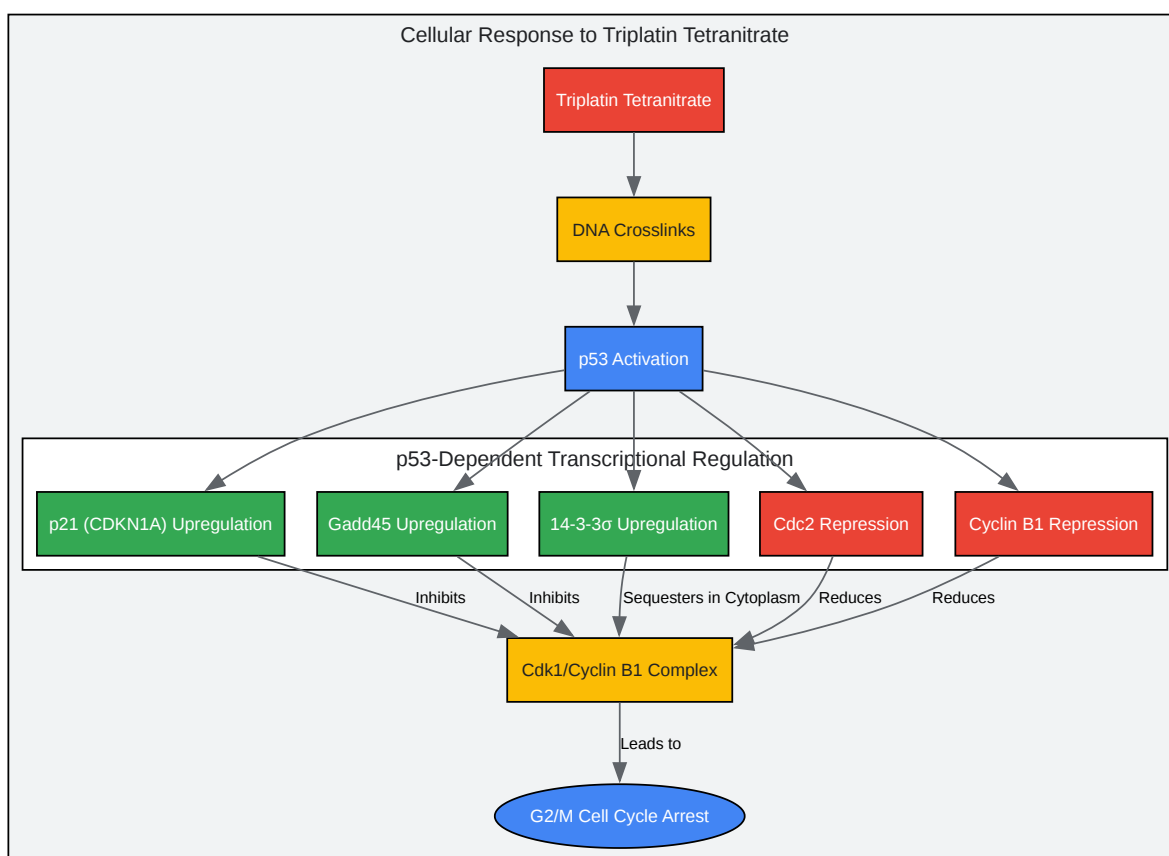 Cellular Response to Triplatin Tetranitrate
Triplatin Tetranitrate
DNA Crosslinks
p53 Activation
p53-Dependent Transcriptional Regulation
p21 (CDKN1A) Upregulation
Gadd45 Upregulation
14-3-3σ Upregulation
Cdc2 Repression
Cyclin B1 Repression
Inhibits
Inhibits
Sequesters in Cytoplasm
Reduces
Reduces
Cdk1/Cyclin B1 Complex
Leads to
G2/M Cell Cycle Arrest